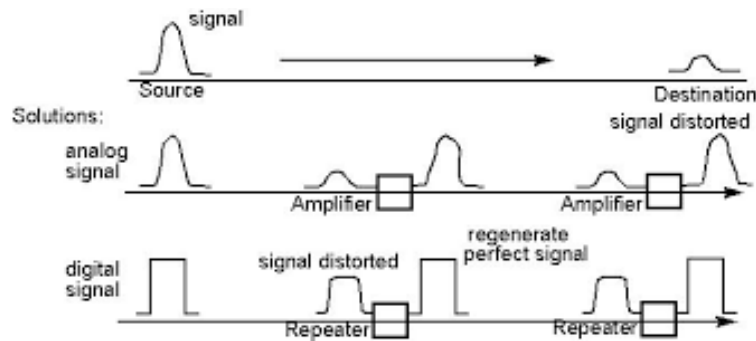 signal
Source
Destination
Solutions:
signal distorted
analog
signal
Amplifier
Amplifier
regenerate
perfect signal
signal distorted
digital
signal
Repeater
Repeater